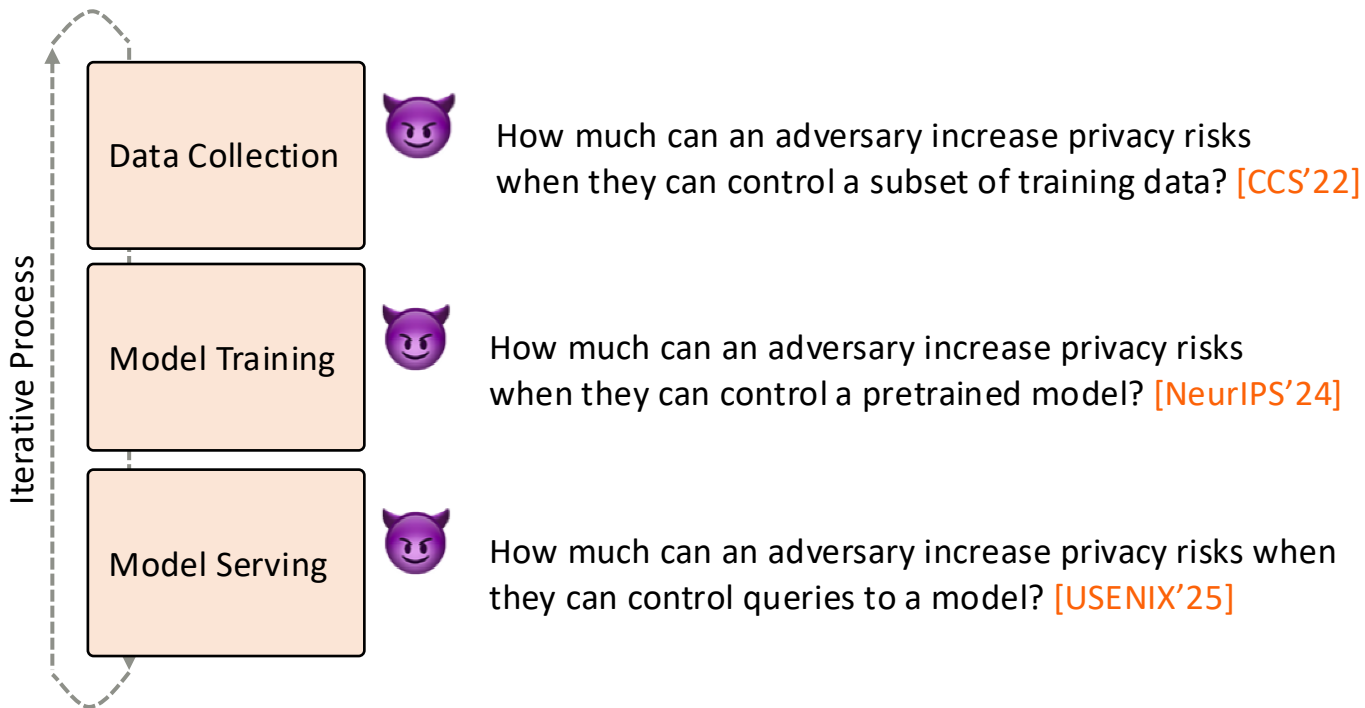 Iterative Process
Data Collection
How much can an adversary increase privacy risks
when they can control a subset of training data? [CCS’22]
Model Training
How much can an adversary increase privacy risks
when they can control a pretrained model? [NeurIPS’24]
Model Serving
How much can an adversary increase privacy risks when
they can control queries to a model? [USENIX’25]